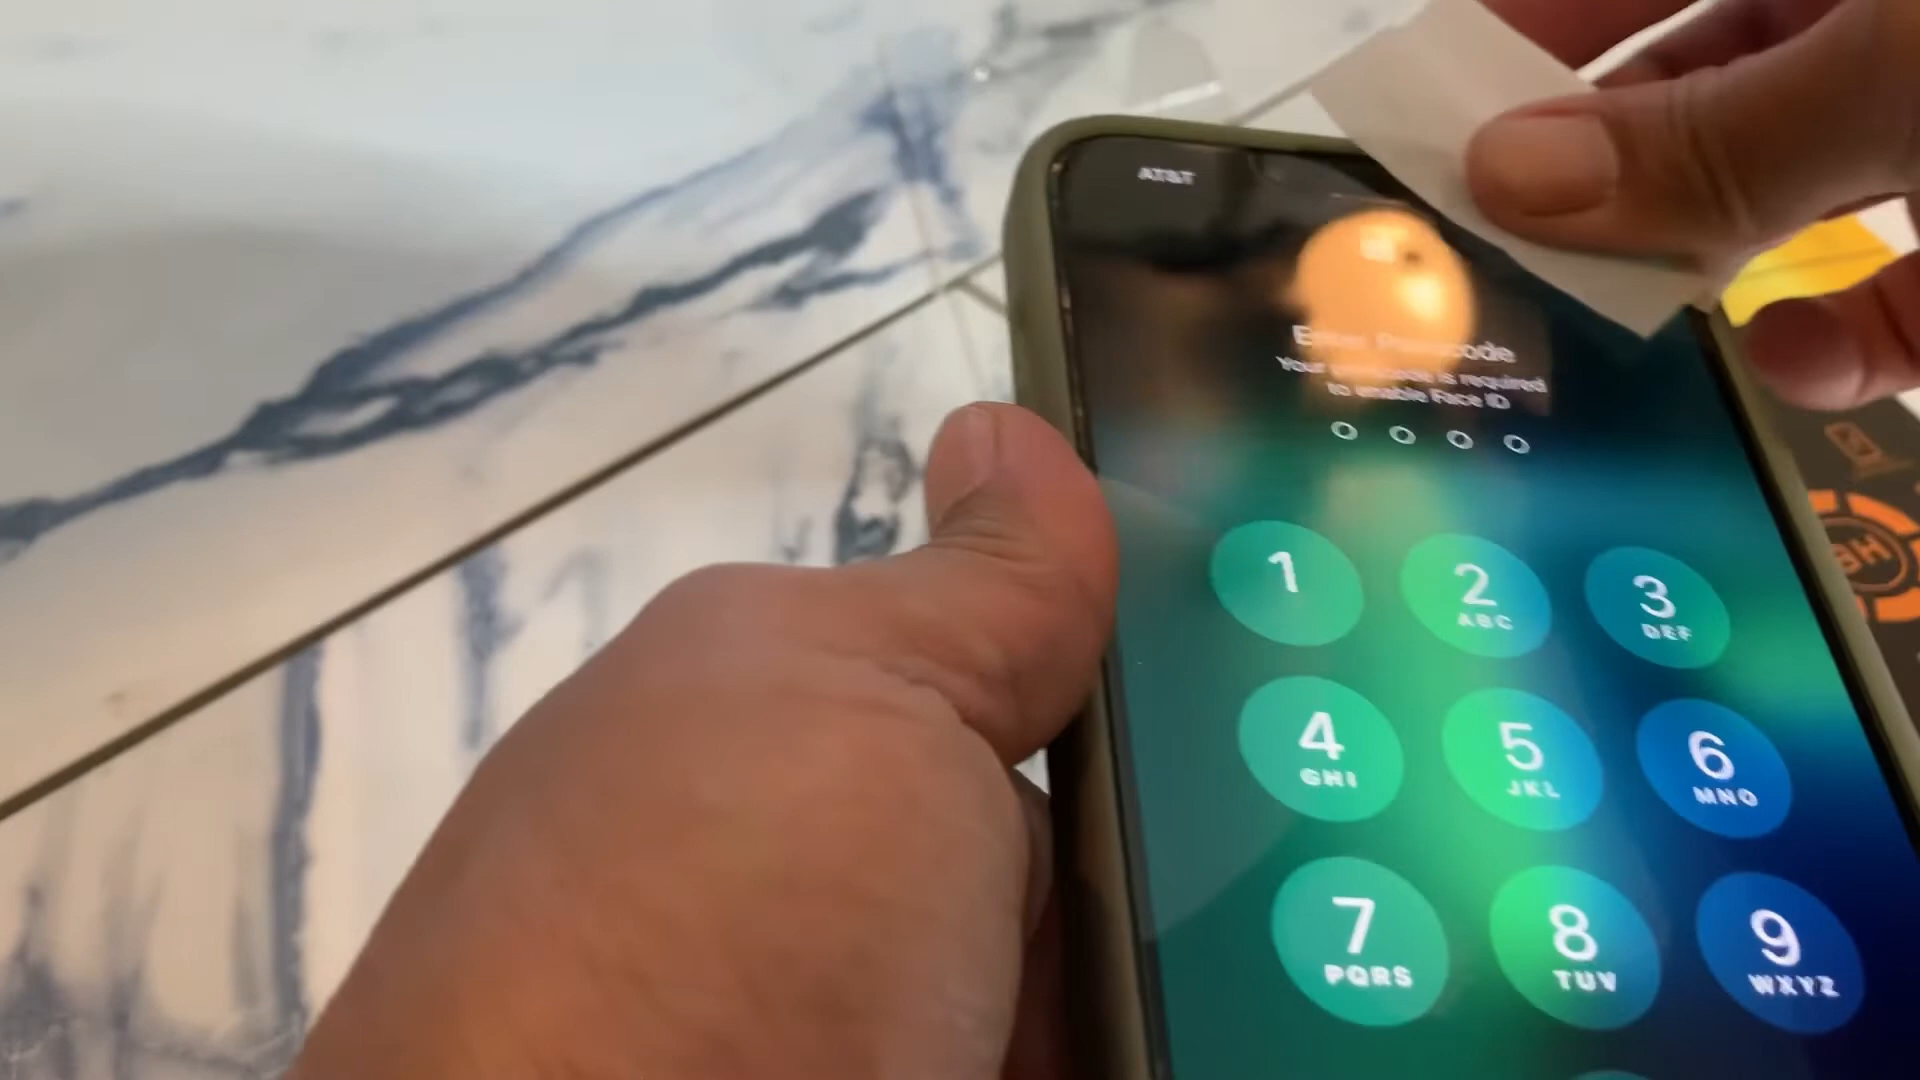 AT&T
Enter Passcode
Your passcode is required
to enable Face ID
1
2
ABC
3
DEF
4
GHI
5
JKL
6
MNO
7
PQRS
8
TUV
9
WXYZ